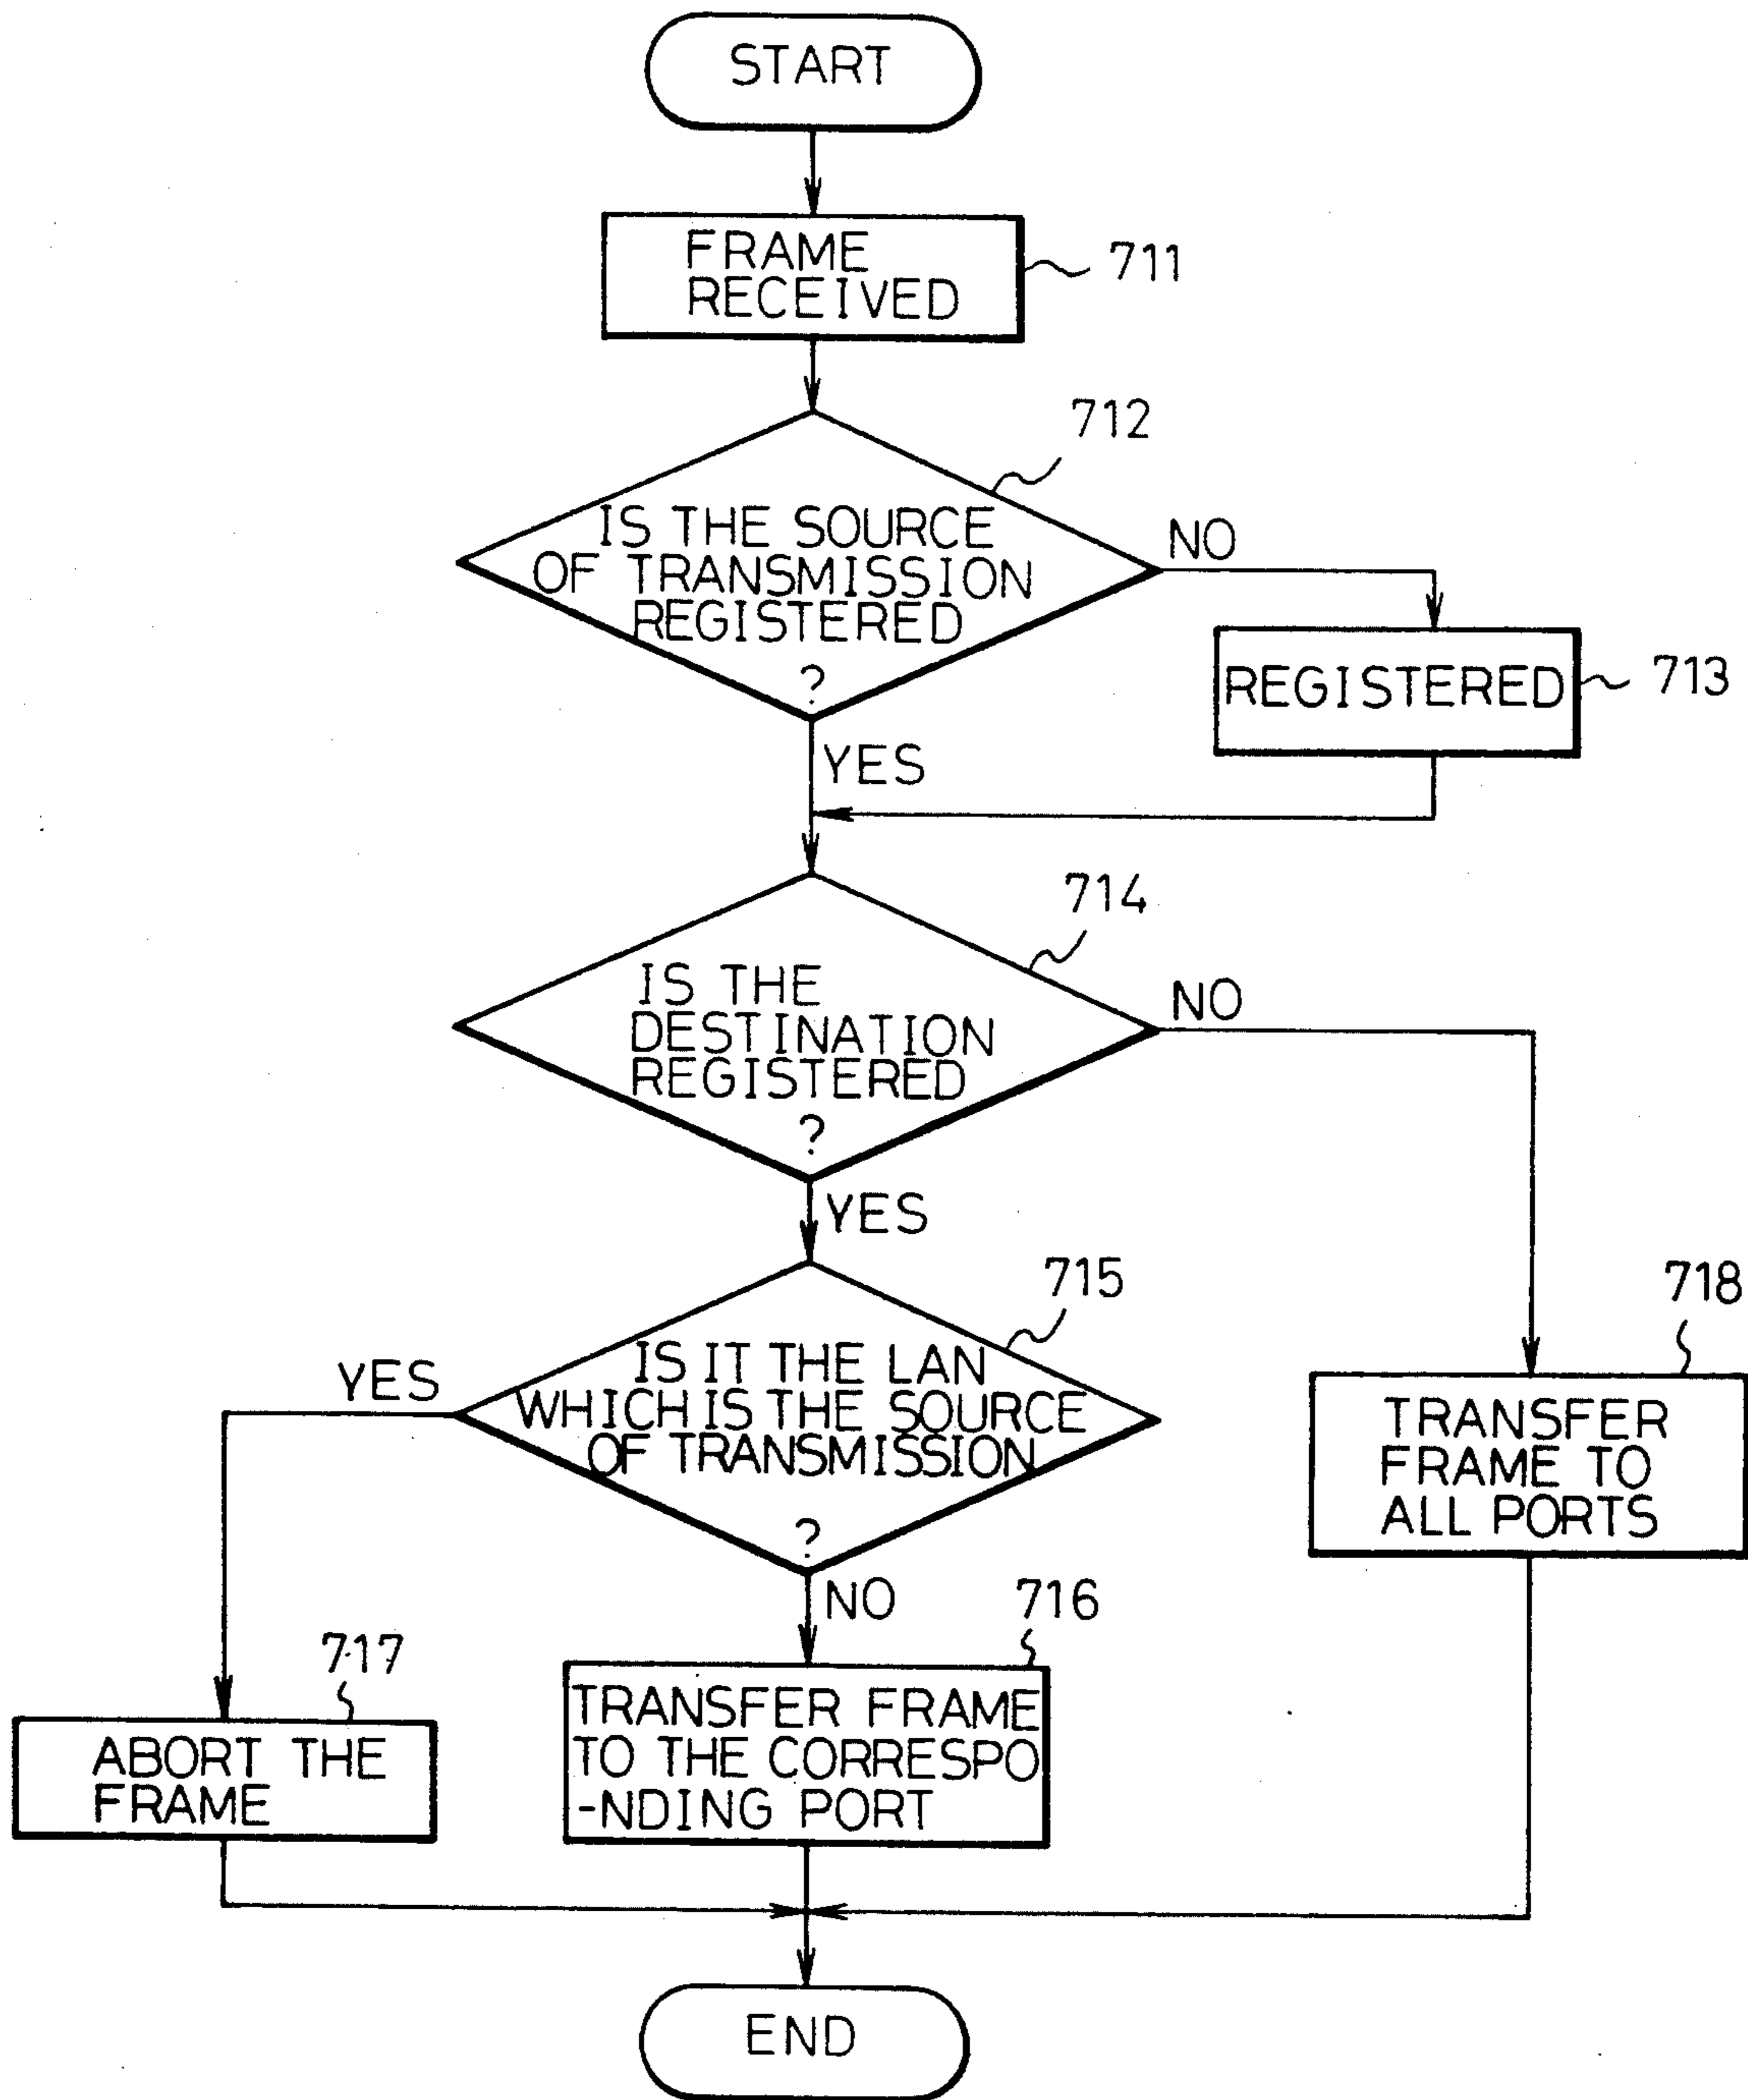 START
FRAME
RECEIVED
711
712
IS THE SOURCE
OF TRANSMISSION
REGISTERED
?
NO
REGISTERED
713
YES
714
IS THE
DESTINATION
REGISTERED
?
NO
YES
715
IS IT THE LAN
WHICH IS THE SOURCE
OF TRANSMISSION
?
YES
NO
718
TRANSFER
FRAME TO
ALL PORTS
717
ABORT THE
FRAME
716
TRANSFER FRAME
TO THE CORRESPO
-NDING PORT
END